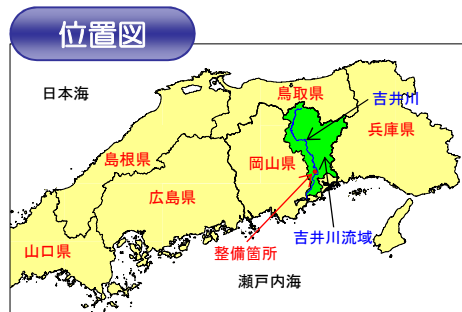 位置図
日本海
鳥取県
吉井川
兵庫県
島根県
岡山県
広島県
吉井川流域
山口県
整備箇所
瀬戸内海